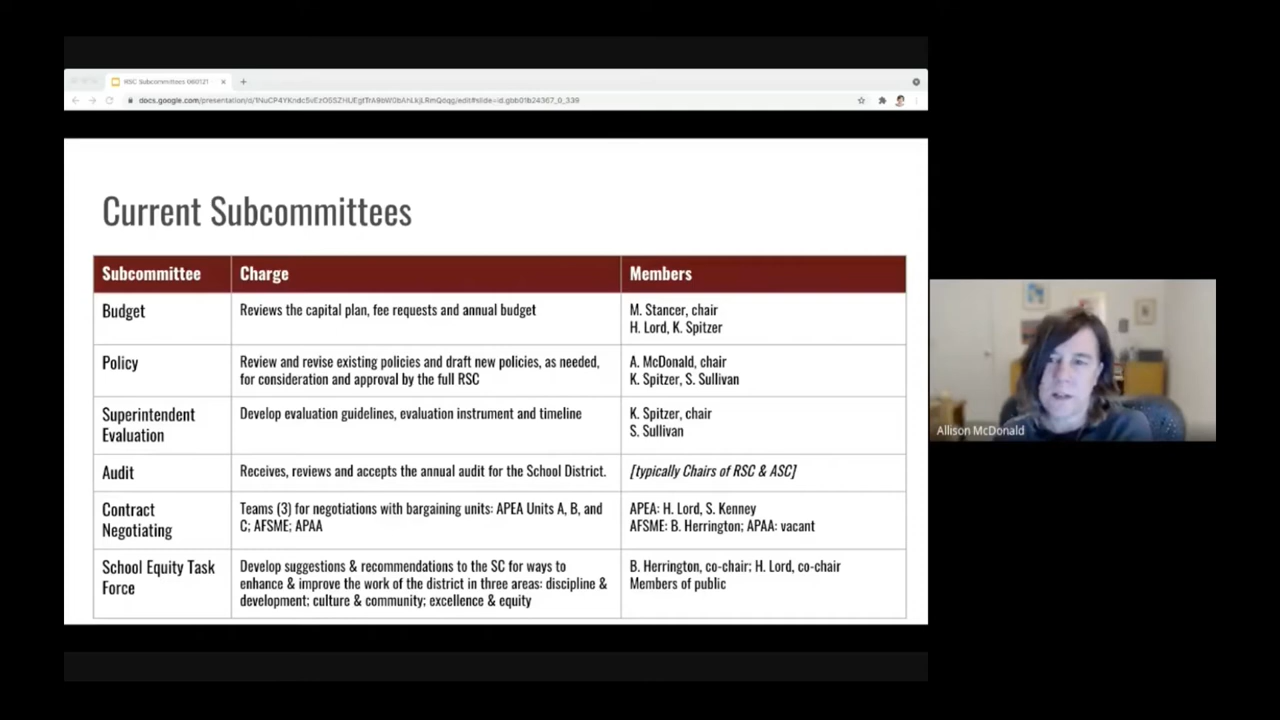 RSC Subcommittees 060121
Current Subcommittees
Subcommittee Charge Members
Budget
Reviews the capital plan, fee requests and annual budget
M. Stancer, chair
H. Lord, K. Spitzer
Policy
Review and revise existing policies and draft new policies, as needed,
for consideration and approval by the full RSC
A. McDonald, chair
K. Spitzer, S. Sullivan
Superintendent
Evaluation
Develop evaluation guidelines, evaluation instrument and timeline
K. Spitzer, chair
S. Sullivan
Audit
Receives, reviews and accepts the annual audit for the School District.
[typically Chairs of RSC & ASC]
Contract
Negotiating
Teams (3) for negotiations with bargaining units: APEA Units A, B, and
C; AFSME; APAA
APEA: H. Lord, S. Kenney
AFSME: B. Herrington; APAA: vacant
School Equity Task
Force
Develop suggestions & recommendations to the SC for ways to
enhance & improve the work of the district in three areas: discipline &
development; culture & community; excellence & equity
B. Herrington, co-chair; H. Lord, co-chair
Members of public
Allison McDonald